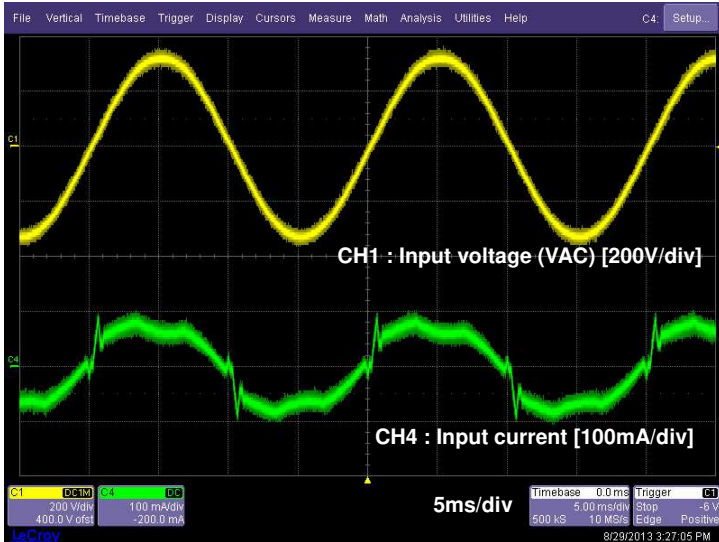 File Vertical Timebase Trigger Display Cursors Measure Math Analysis Utilities Help C4: Setup...
C1
CH1 : Input voltage (VAC) [200V/div]
C4
CH4 : Input current [100mA/div]
5ms/div
C1 DC1M
200 V/div
400.0 V ofst
C4 DC
100 mA/div
-200.0 mA
Timebase 0.0 ms
5.00 ms/div
500 kS 10 MS/s
Trigger C1
Stop -6 V
Edge Positive
LeCroy
8/29/2013 3:27:05 PM